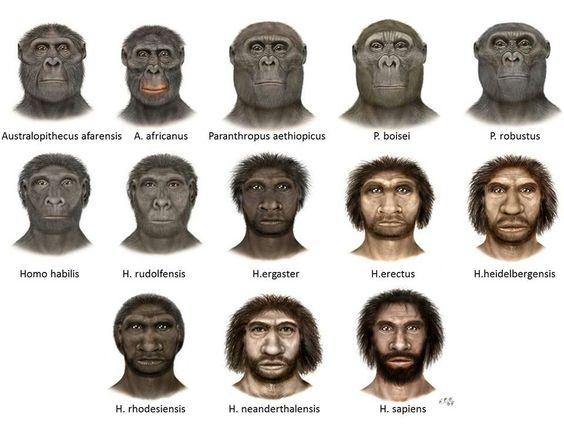 Australopithecus afarensis
A. africanus
Paranthropus aethiopicus
P. boisei
P. robustus
Homo habilis
H. rudolfensis
H.ergaster
H.erectus
H.heidelbergensis
H. rhodesiensis
H. neanderthalensis
H. sapiens